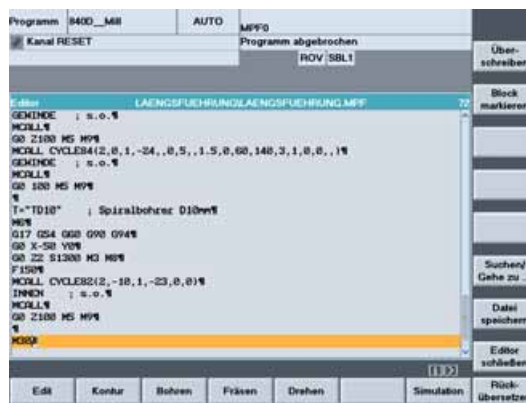 Programm 840D__Mill AUTO MPF0
Kanal RESET Programm abgebrochen
ROV SBL1
Editor LAENGSFUEHRUNG\LAENGSFUEHRUNG.MPF 72
GEWINDE ; s.o.¶
MCALL¶
G0 Z100 M5 M9¶
MCALL CYCLE84(2,0,1,-24,,0,5,,1.5,0,60,140,3,1,0,0,,)¶
GEWINDE ; s.o.¶
MCALL¶
G0 100 M5 M9¶
¶
T="TD10" ; Spiralbohrer D10mm¶
M6¶
G17 G54 G60 G90 G94¶
G0 X-50 Y0¶
G0 Z2 S1300 M3 M8¶
F150¶
MCALL CYCLE82(2,-10,1,-23,0,0)¶
INNEN ; s.o.¶
MCALL¶
G0 Z100 M5 M9¶
¶
M30
Über-
schreiben
Block
markieren
Suchen/
Gehe zu ..
Datei
speichern
Editor
schließen
Rück-
übersetzen
Edit Kontur Bohren Fräsen Drehen Simulation